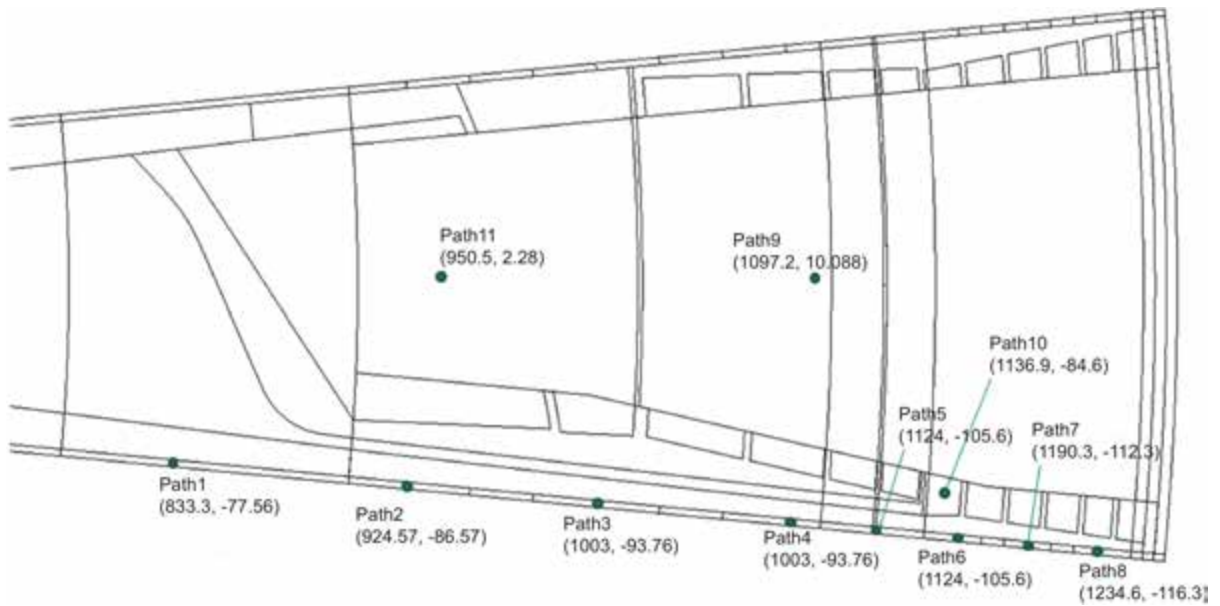 Path11
(950.5, 2.28)
Path9
(1097.2, 10.088)
Path10
(1136.9, -84.6)
Path5
(1124, -105.6)
Path7
(1190.3, -112.3)
Path1
(833.3, -77.56)
Path2
(924.57, -86.57)
Path3
(1003, -93.76)
Path4
(1003, -93.76)
Path6
(1124, -105.6)
Path8
(1234.6, -116.3)